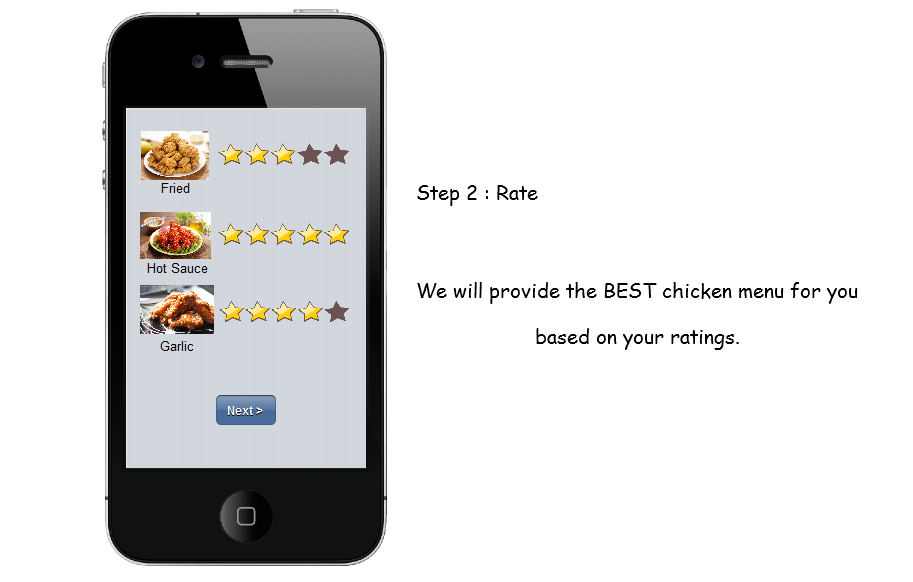 Fried
Hot Sauce
Garlic
Next >
Step 2 : Rate
We will provide the BEST chicken menu for you
based on your ratings.